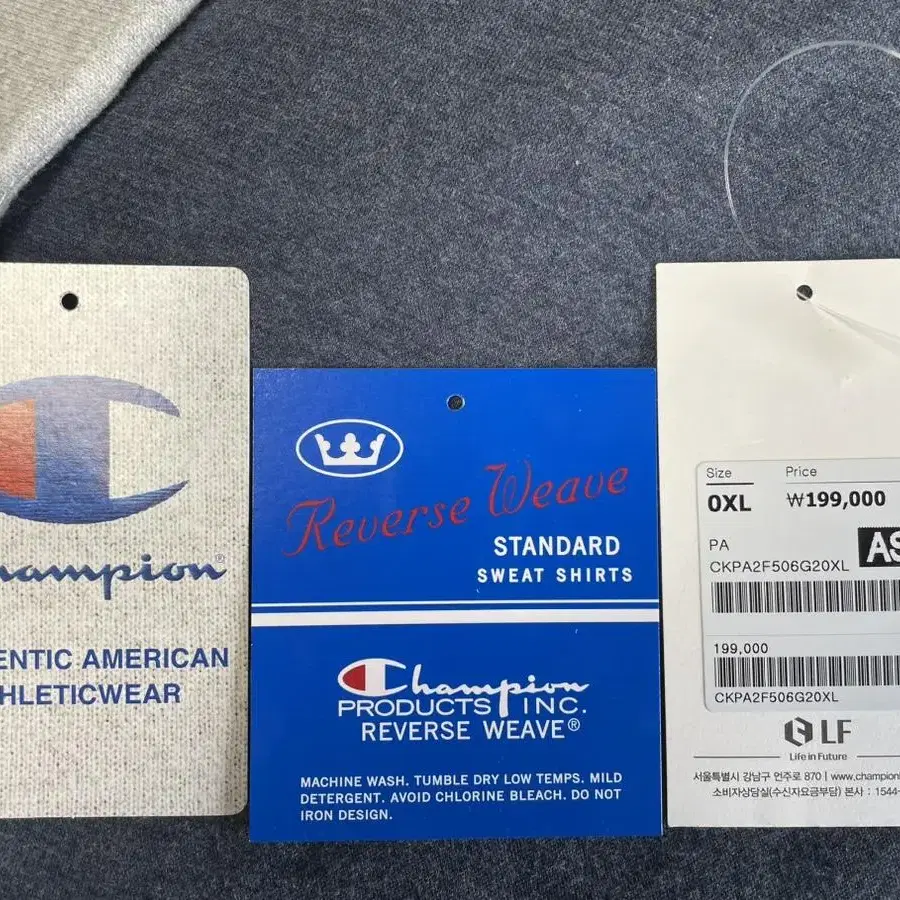 hampion®
ENTIC AMERICAN
HLETICWEAR
Reverse Weave
STANDARD
SWEAT SHIRTS
Champion
PRODUCTS INC.
REVERSE WEAVE®
MACHINE WASH. TUMBLE DRY LOW TEMPS. MILD
DETERGENT. AVOID CHLORINE BLEACH. DO NOT
IRON DESIGN.
Size Price
0XL ₩199,000
PA AS
CKPA2F506G20XL
199,000
CKPA2F506G20XL
LF
Life in Future
서울특별시 강남구 언주로 870 | www.champion
소비자상담실(수신자요금부담) 본사 : 1544-